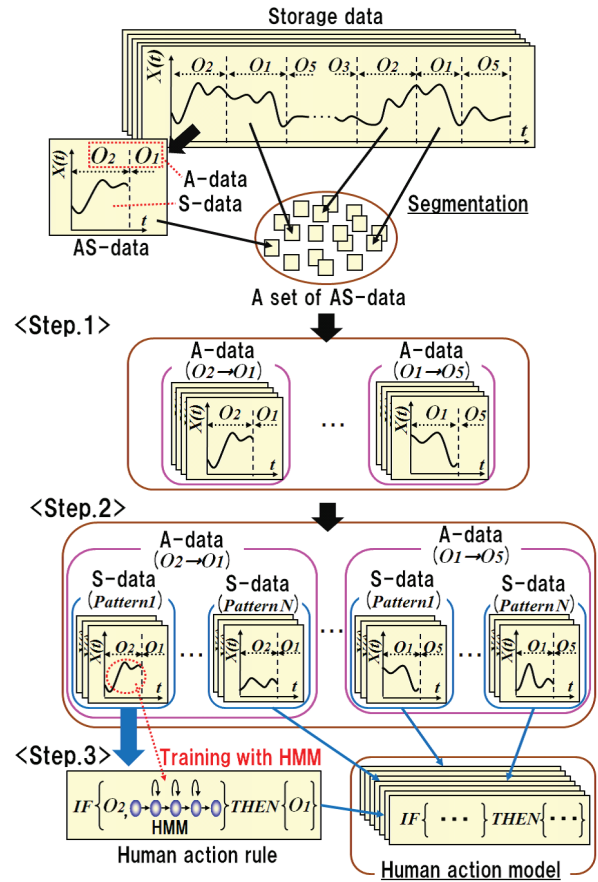 Storage data
X(t)
O2 O1 O5 O3 O2 O1 O5
t
X(t)
O2 O1
A-data
S-data
t
AS-data
Segmentation
A set of AS-data
<Step.1>
A-data
(O2→O1)
A-data
(O1→O5)
X(t)
O2 O1
t
...
X(t)
O1 O5
t
<Step.2>
A-data
(O2→O1)
A-data
(O1→O5)
S-data
(Pattern1)
S-data
(PatternN)
S-data
(Pattern1)
S-data
(PatternN)
X(t)
O2 O1
t
...
X(t)
O2 O1
t
...
X(t)
O1 O5
t
...
X(t)
O1 O5
t
<Step.3>
Training with HMM
IF { O2, } THEN { O1 }
HMM
Human action rule
IF { ... } THEN { ... }
Human action model